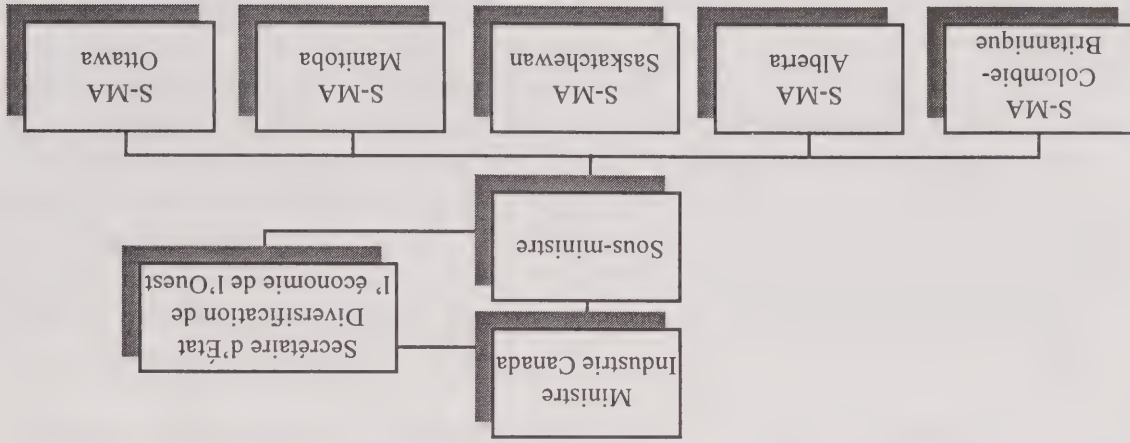 Ministre
Industrie Canada
Secrétaire d'État
Diversification de
l'économie de l'Ouest
Sous-ministre
S-MA
Colombie-
Britannique
S-MA
Alberta
S-MA
Saskatchewan
S-MA
Manitoba
S-MA
Ottawa